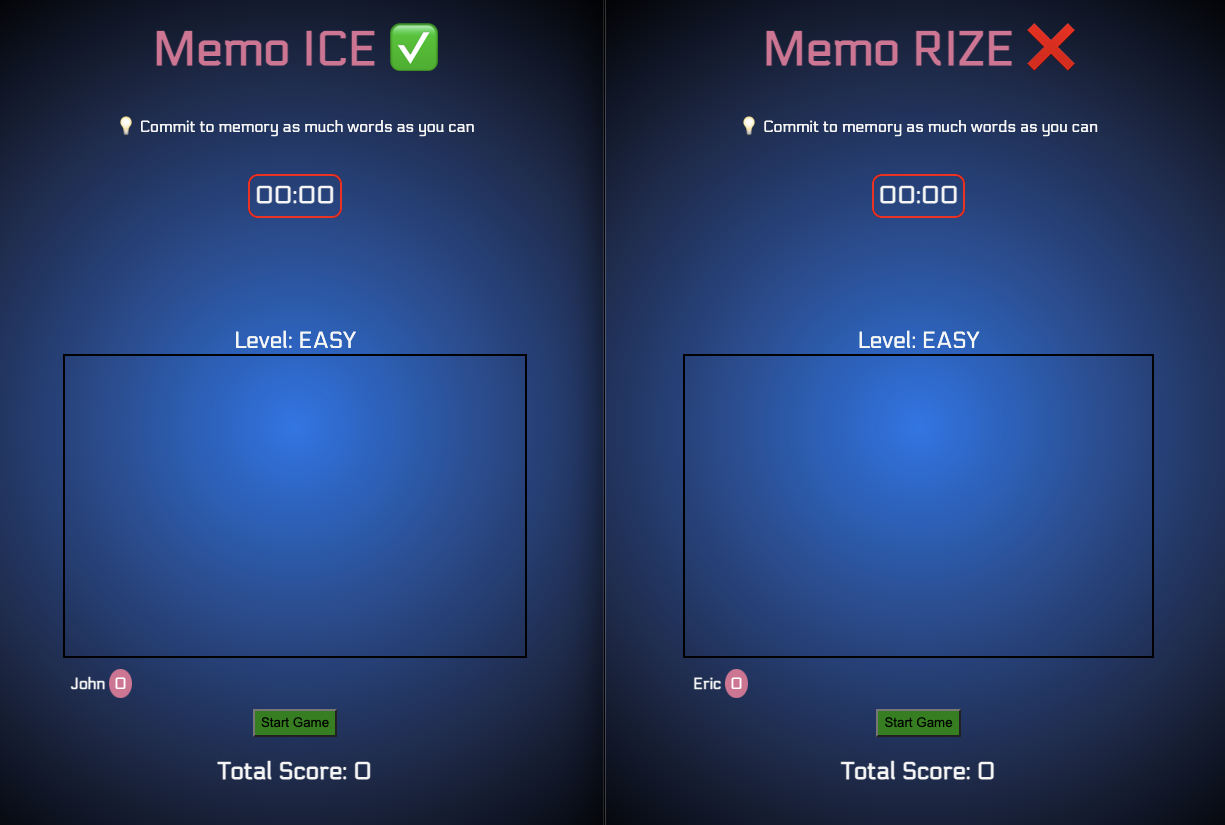 Memo ICE ✅
💡 Commit to memory as much words as you can
00:00
Level: EASY
John 0
Start Game
Total Score: 0
Memo RIZE ❌
💡 Commit to memory as much words as you can
00:00
Level: EASY
Eric 0
Start Game
Total Score: 0